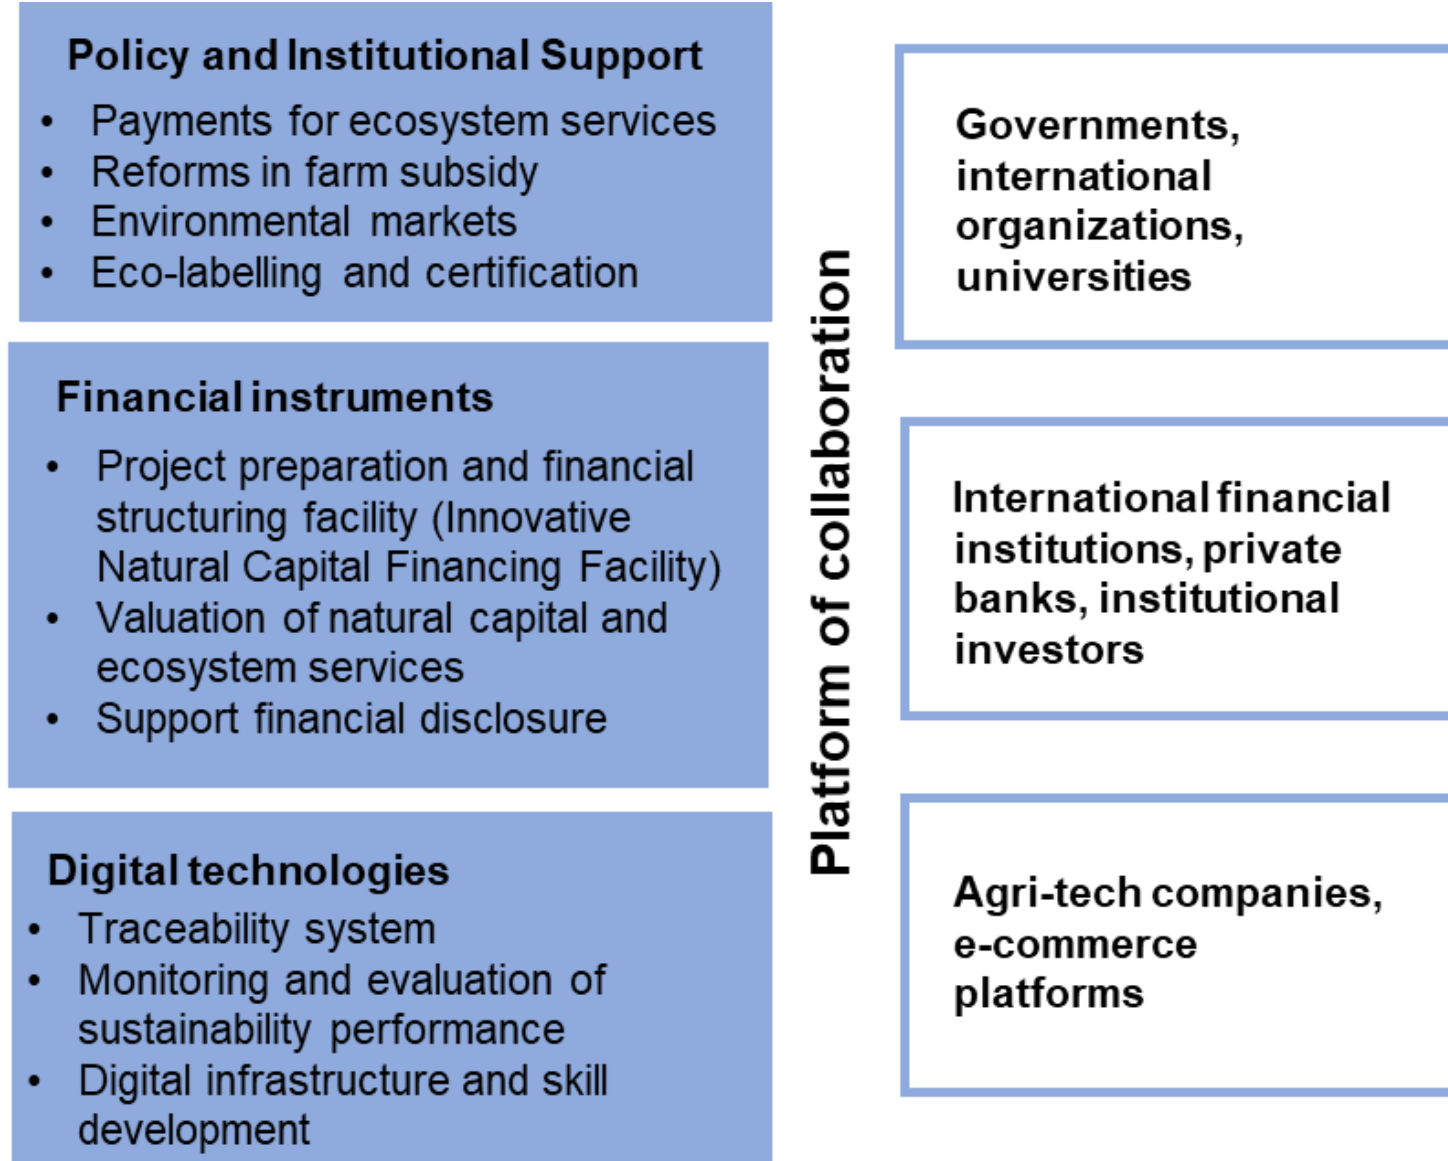 Policy and Institutional Support
• Payments for ecosystem services
• Reforms in farm subsidy
• Environmental markets
• Eco-labelling and certification
Financial instruments
• Project preparation and financial
structuring facility (Innovative
Natural Capital Financing Facility)
• Valuation of natural capital and
ecosystem services
• Support financial disclosure
Digital technologies
• Traceability system
• Monitoring and evaluation of
sustainability performance
• Digital infrastructure and skill
development
Platform of collaboration
Governments,
international
organizations,
universities
International financial
institutions, private
banks, institutional
investors
Agri-tech companies,
e-commerce
platforms